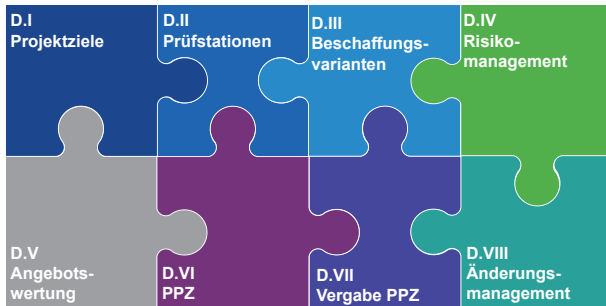 D.I
Projektziele
D.II
Prüfstationen
D.III
Beschaffungs-
varianten
D.IV
Risiko-
management
D.V
Angebots-
wertung
D.VI
PPZ
D.VII
Vergabe PPZ
D.VIII
Änderungs-
management